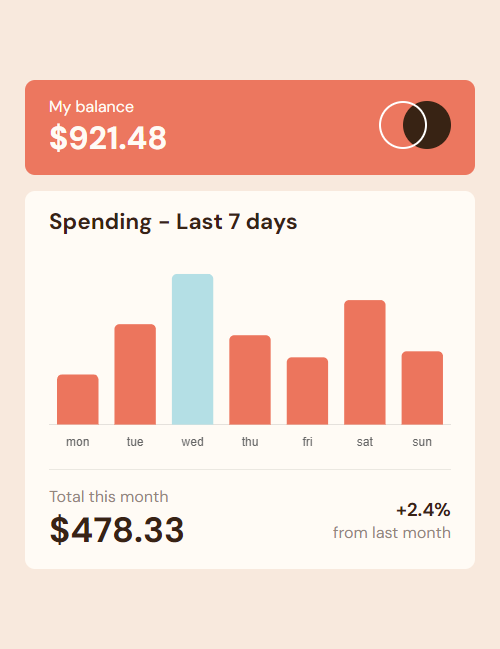 My balance
$921.48
Spending - Last 7 days
mon tue wed thu fri sat sun
Total this month
$478.33
+2.4%
from last month